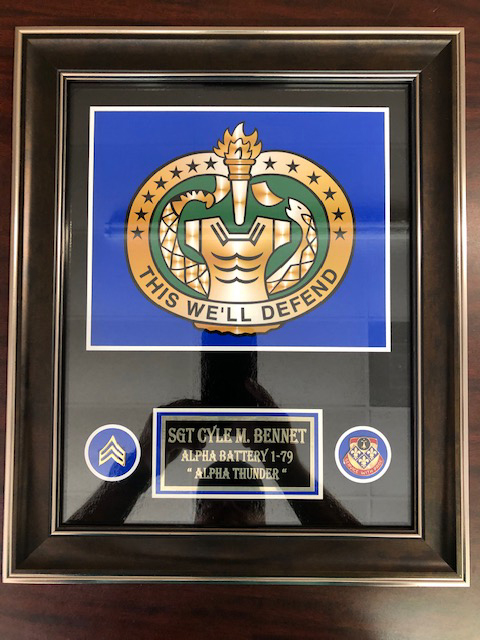 THIS WE'LL DEFEND
SGT CYLE M. BENNET
ALPHA BATTERY 1-79
" ALPHA THUNDER "